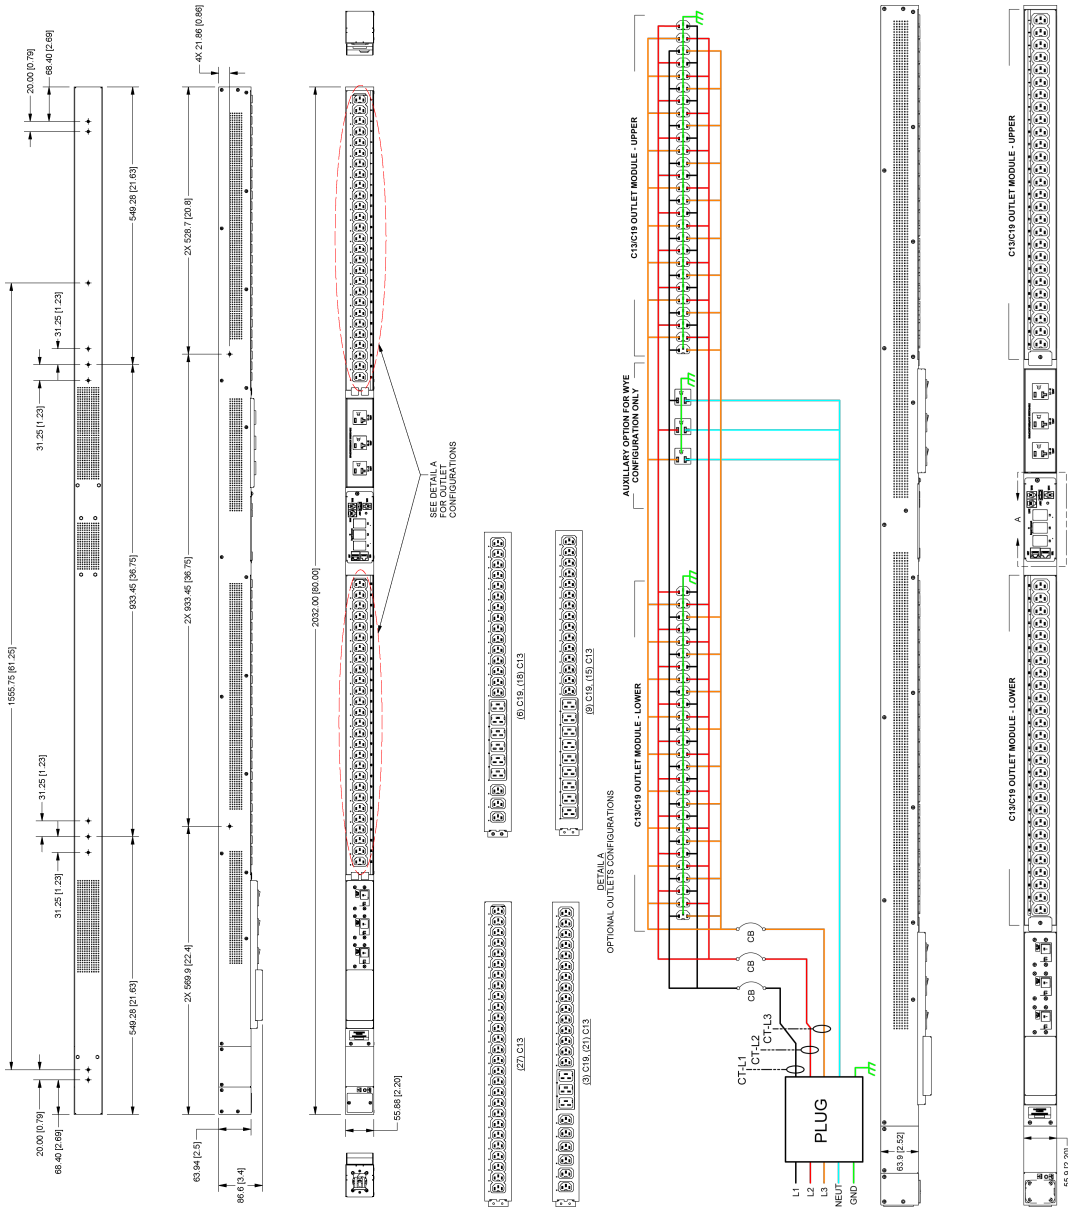 20.00 [0.79]
68.40 [2.69]
549.28 [21.63]
31.25 [1.23]
31.25 [1.23]
1555.75 [61.25]
933.45 [36.75]
31.25 [1.23]
31.25 [1.23]
549.28 [21.63]
20.00 [0.79]
68.40 [2.69]
4X 21.86 [0.86]
2X 528.7 [20.8]
2X 933.45 [36.75]
2X 569.9 [22.4]
63.94 [2.5]
86.6 [3.4]
2032.00 [80.00]
55.88 [2.20]
SEE DETAIL A
FOR OUTLET
CONFIGURATIONS
(6) C19, (18) C13
(9) C19, (15) C13
(27) C13
(3) C19, (21) C13
DETAIL A
OPTIONAL OUTLETS CONFIGURATIONS
C13/C19 OUTLET MODULE - UPPER
AUXILLARY OPTION FOR WYE
CONFIGURATION ONLY
C13/C19 OUTLET MODULE - LOWER
CB
CB
CB
CT-L1
CT-L2
CT-L3
PLUG
L1
L2
L3
NEUT
GND
63.9 [2.52]
C13/C19 OUTLET MODULE - UPPER
A
C13/C19 OUTLET MODULE - LOWER
55.9 [2.20]